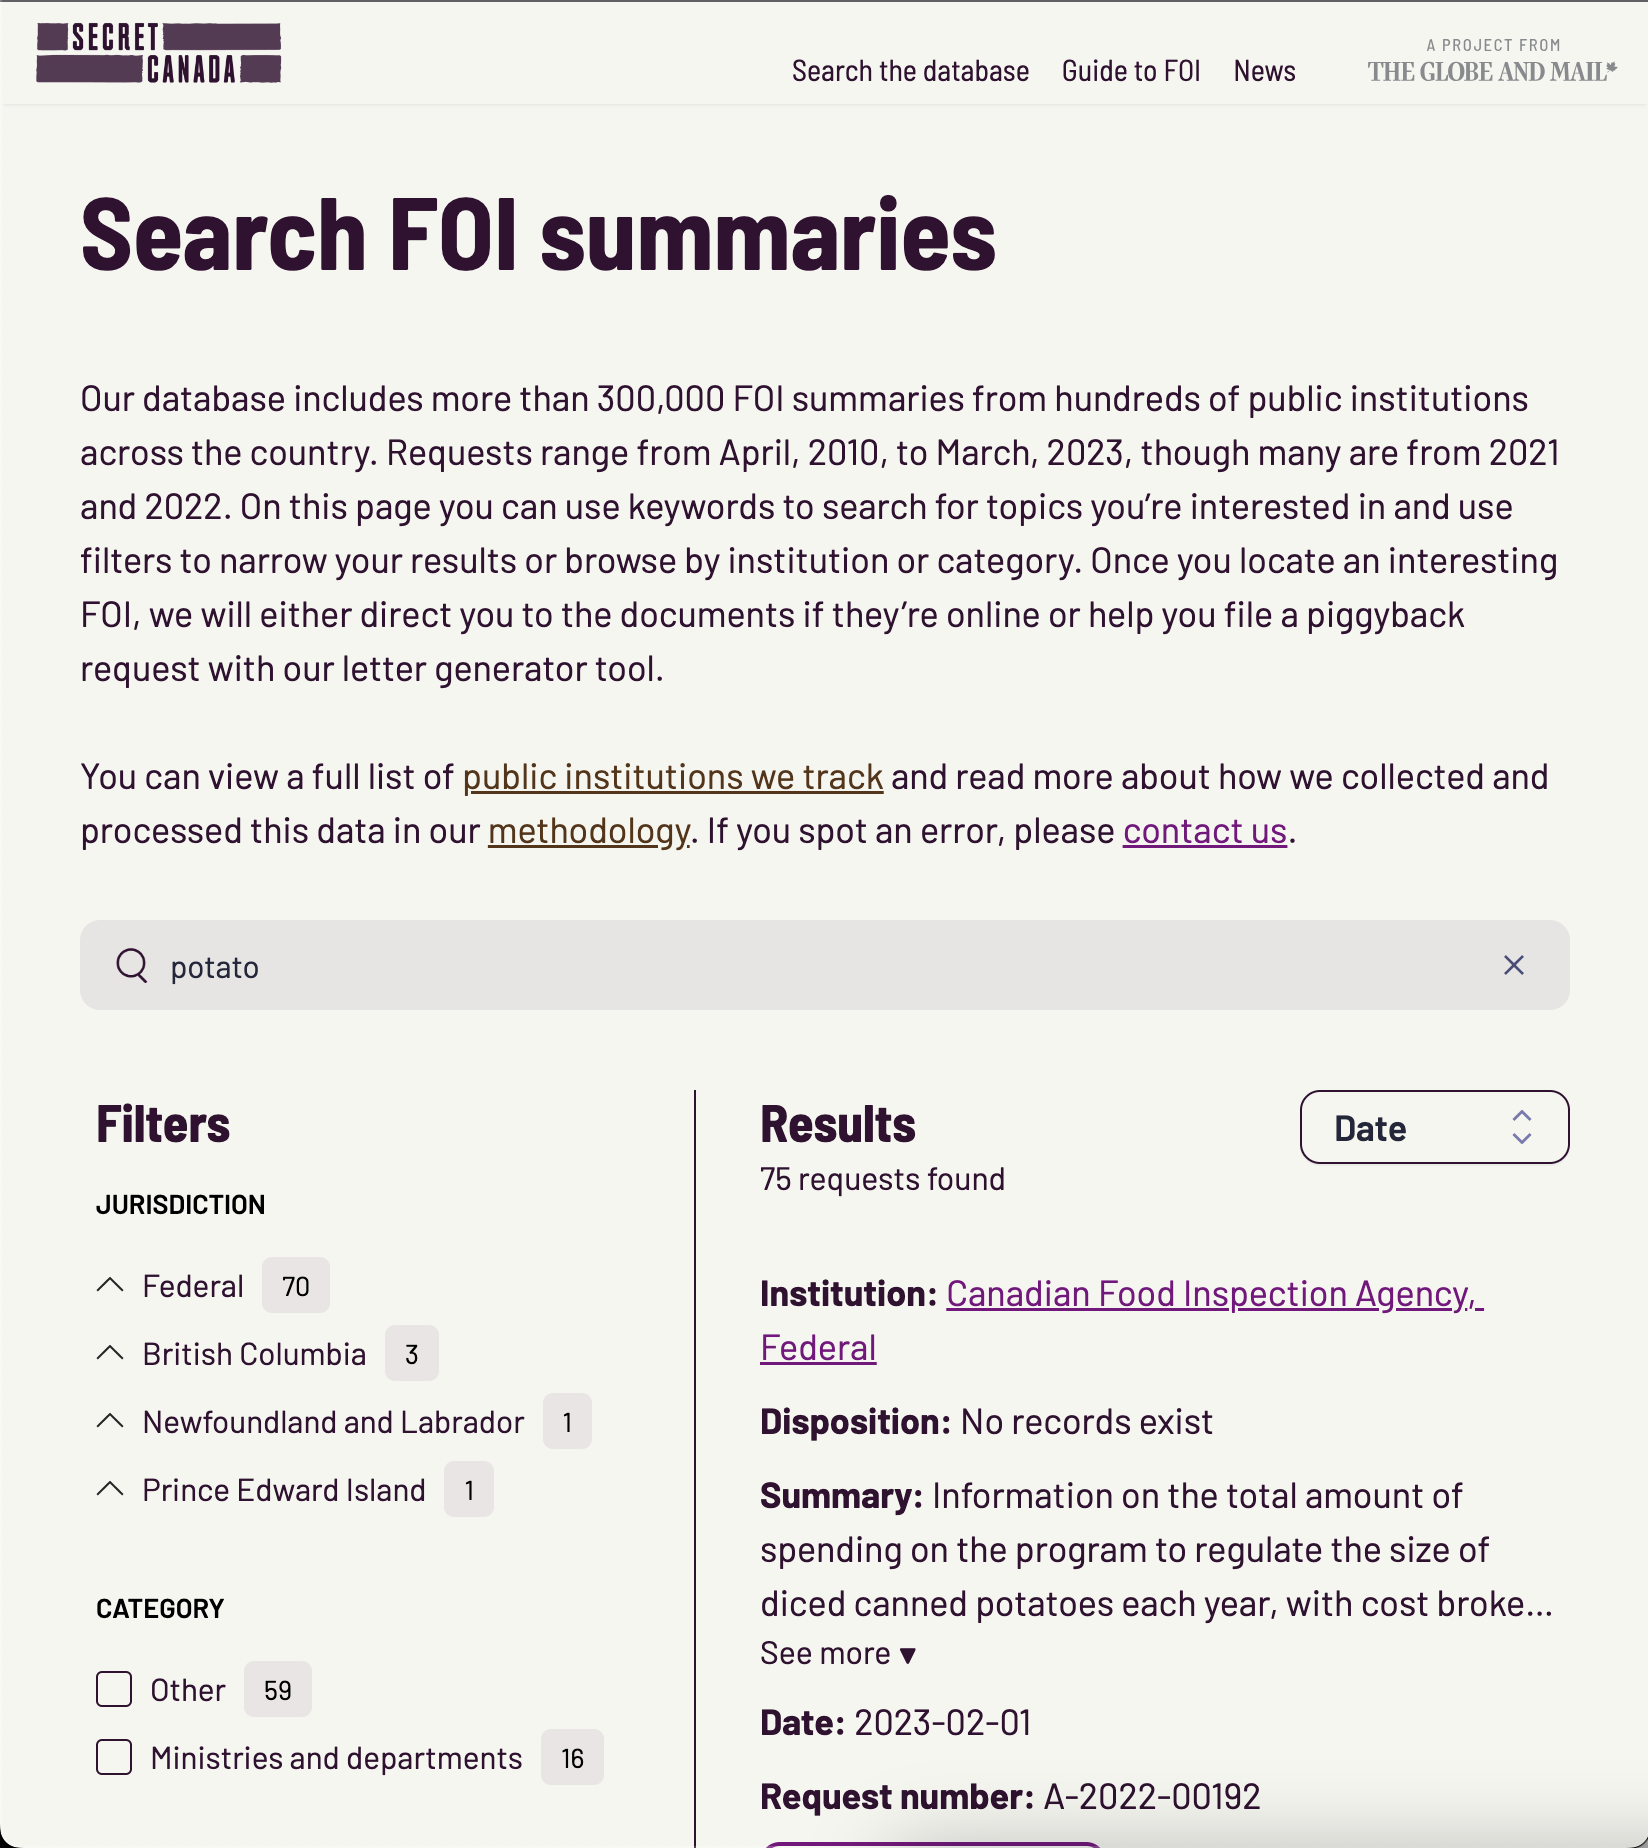 SECRET
CANADA
Search the database
Guide to FOI
News
A PROJECT FROM
THE GLOBE AND MAIL
Search FOI summaries
Our database includes more than 300,000 FOI summaries from hundreds of public institutions
across the country. Requests range from April, 2010, to March, 2023, though many are from 2021
and 2022. On this page you can use keywords to search for topics you’re interested in and use
filters to narrow your results or browse by institution or category. Once you locate an interesting
FOI, we will either direct you to the documents if they’re online or help you file a piggyback
request with our letter generator tool.
You can view a full list of public institutions we track and read more about how we collected and
processed this data in our methodology. If you spot an error, please contact us.
potato
Filters
JURISDICTION
Federal 70
British Columbia 3
Newfoundland and Labrador 1
Prince Edward Island 1
CATEGORY
Other 59
Ministries and departments 16
Results
Date
75 requests found
Institution: Canadian Food Inspection Agency,
Federal
Disposition: No records exist
Summary: Information on the total amount of
spending on the program to regulate the size of
diced canned potatoes each year, with cost broke...
See more ▼
Date: 2023-02-01
Request number: A-2022-00192